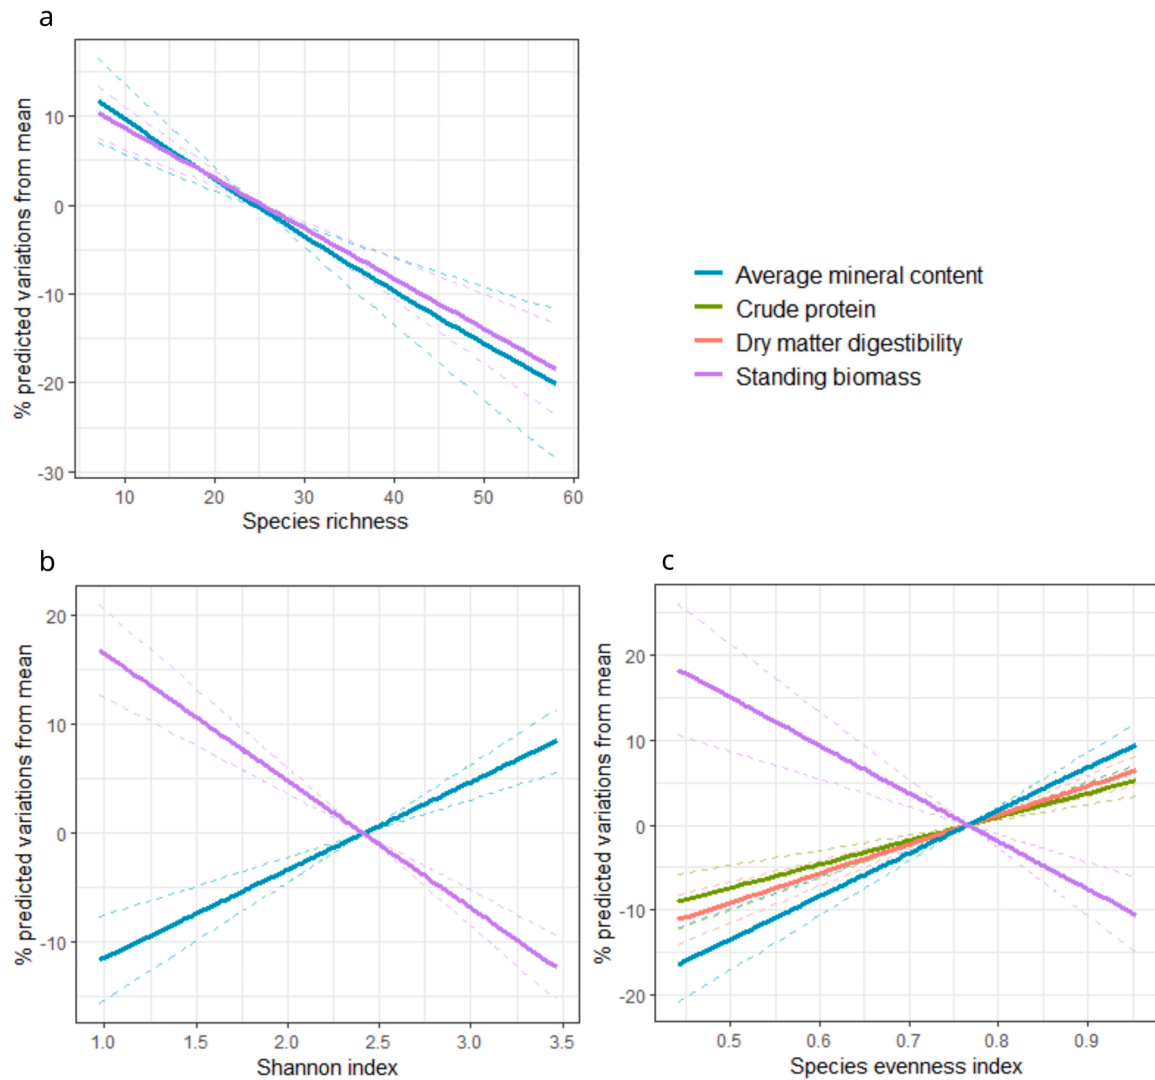 a
% predicted variations from mean
10
0
-10
-20
-30
10 20 30 40 50 60
Species richness
Average mineral content
Crude protein
Dry matter digestibility
Standing biomass
b
% predicted variations from mean
20
10
0
-10
1.0 1.5 2.0 2.5 3.0 3.5
Shannon index
c
% predicted variations from mean
20
10
0
-10
-20
0.5 0.6 0.7 0.8 0.9
Species evenness index